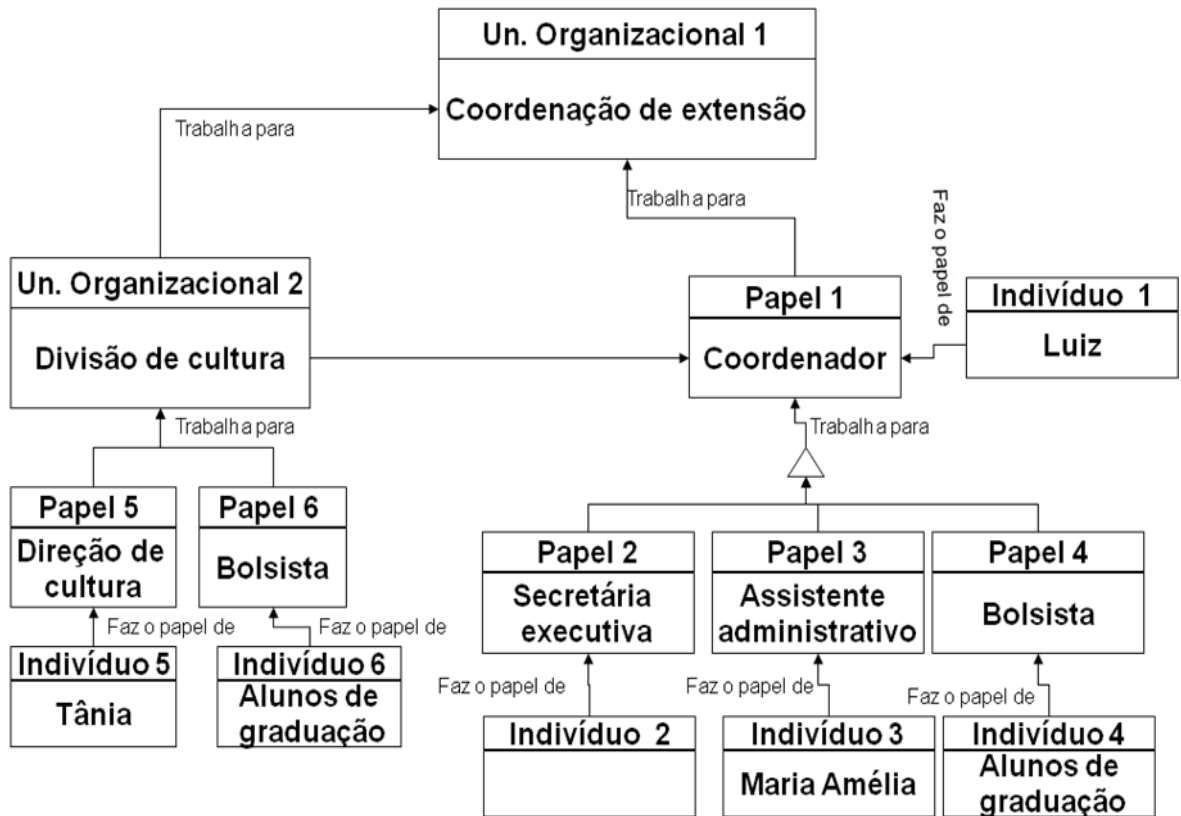 Un. Organizacional 1
Coordenação de extensão
Trabalha para
Trabalha para
Faz o papel de
Un. Organizacional 2
Divisão de cultura
Papel 1
Coordenador
Indivíduo 1
Luiz
Trabalha para
Trabalha para
Papel 5
Direção de
cultura
Papel 6
Bolsista
Papel 2
Secretária
executiva
Papel 3
Assistente
administrativo
Papel 4
Bolsista
Faz o papel de
Faz o papel de
Indivíduo 5
Tânia
Indivíduo 6
Alunos de
graduação
Faz o papel de
Faz o papel de
Faz o papel de
Indivíduo 2
Indivíduo 3
Maria Amélia
Indivíduo 4
Alunos de
graduação